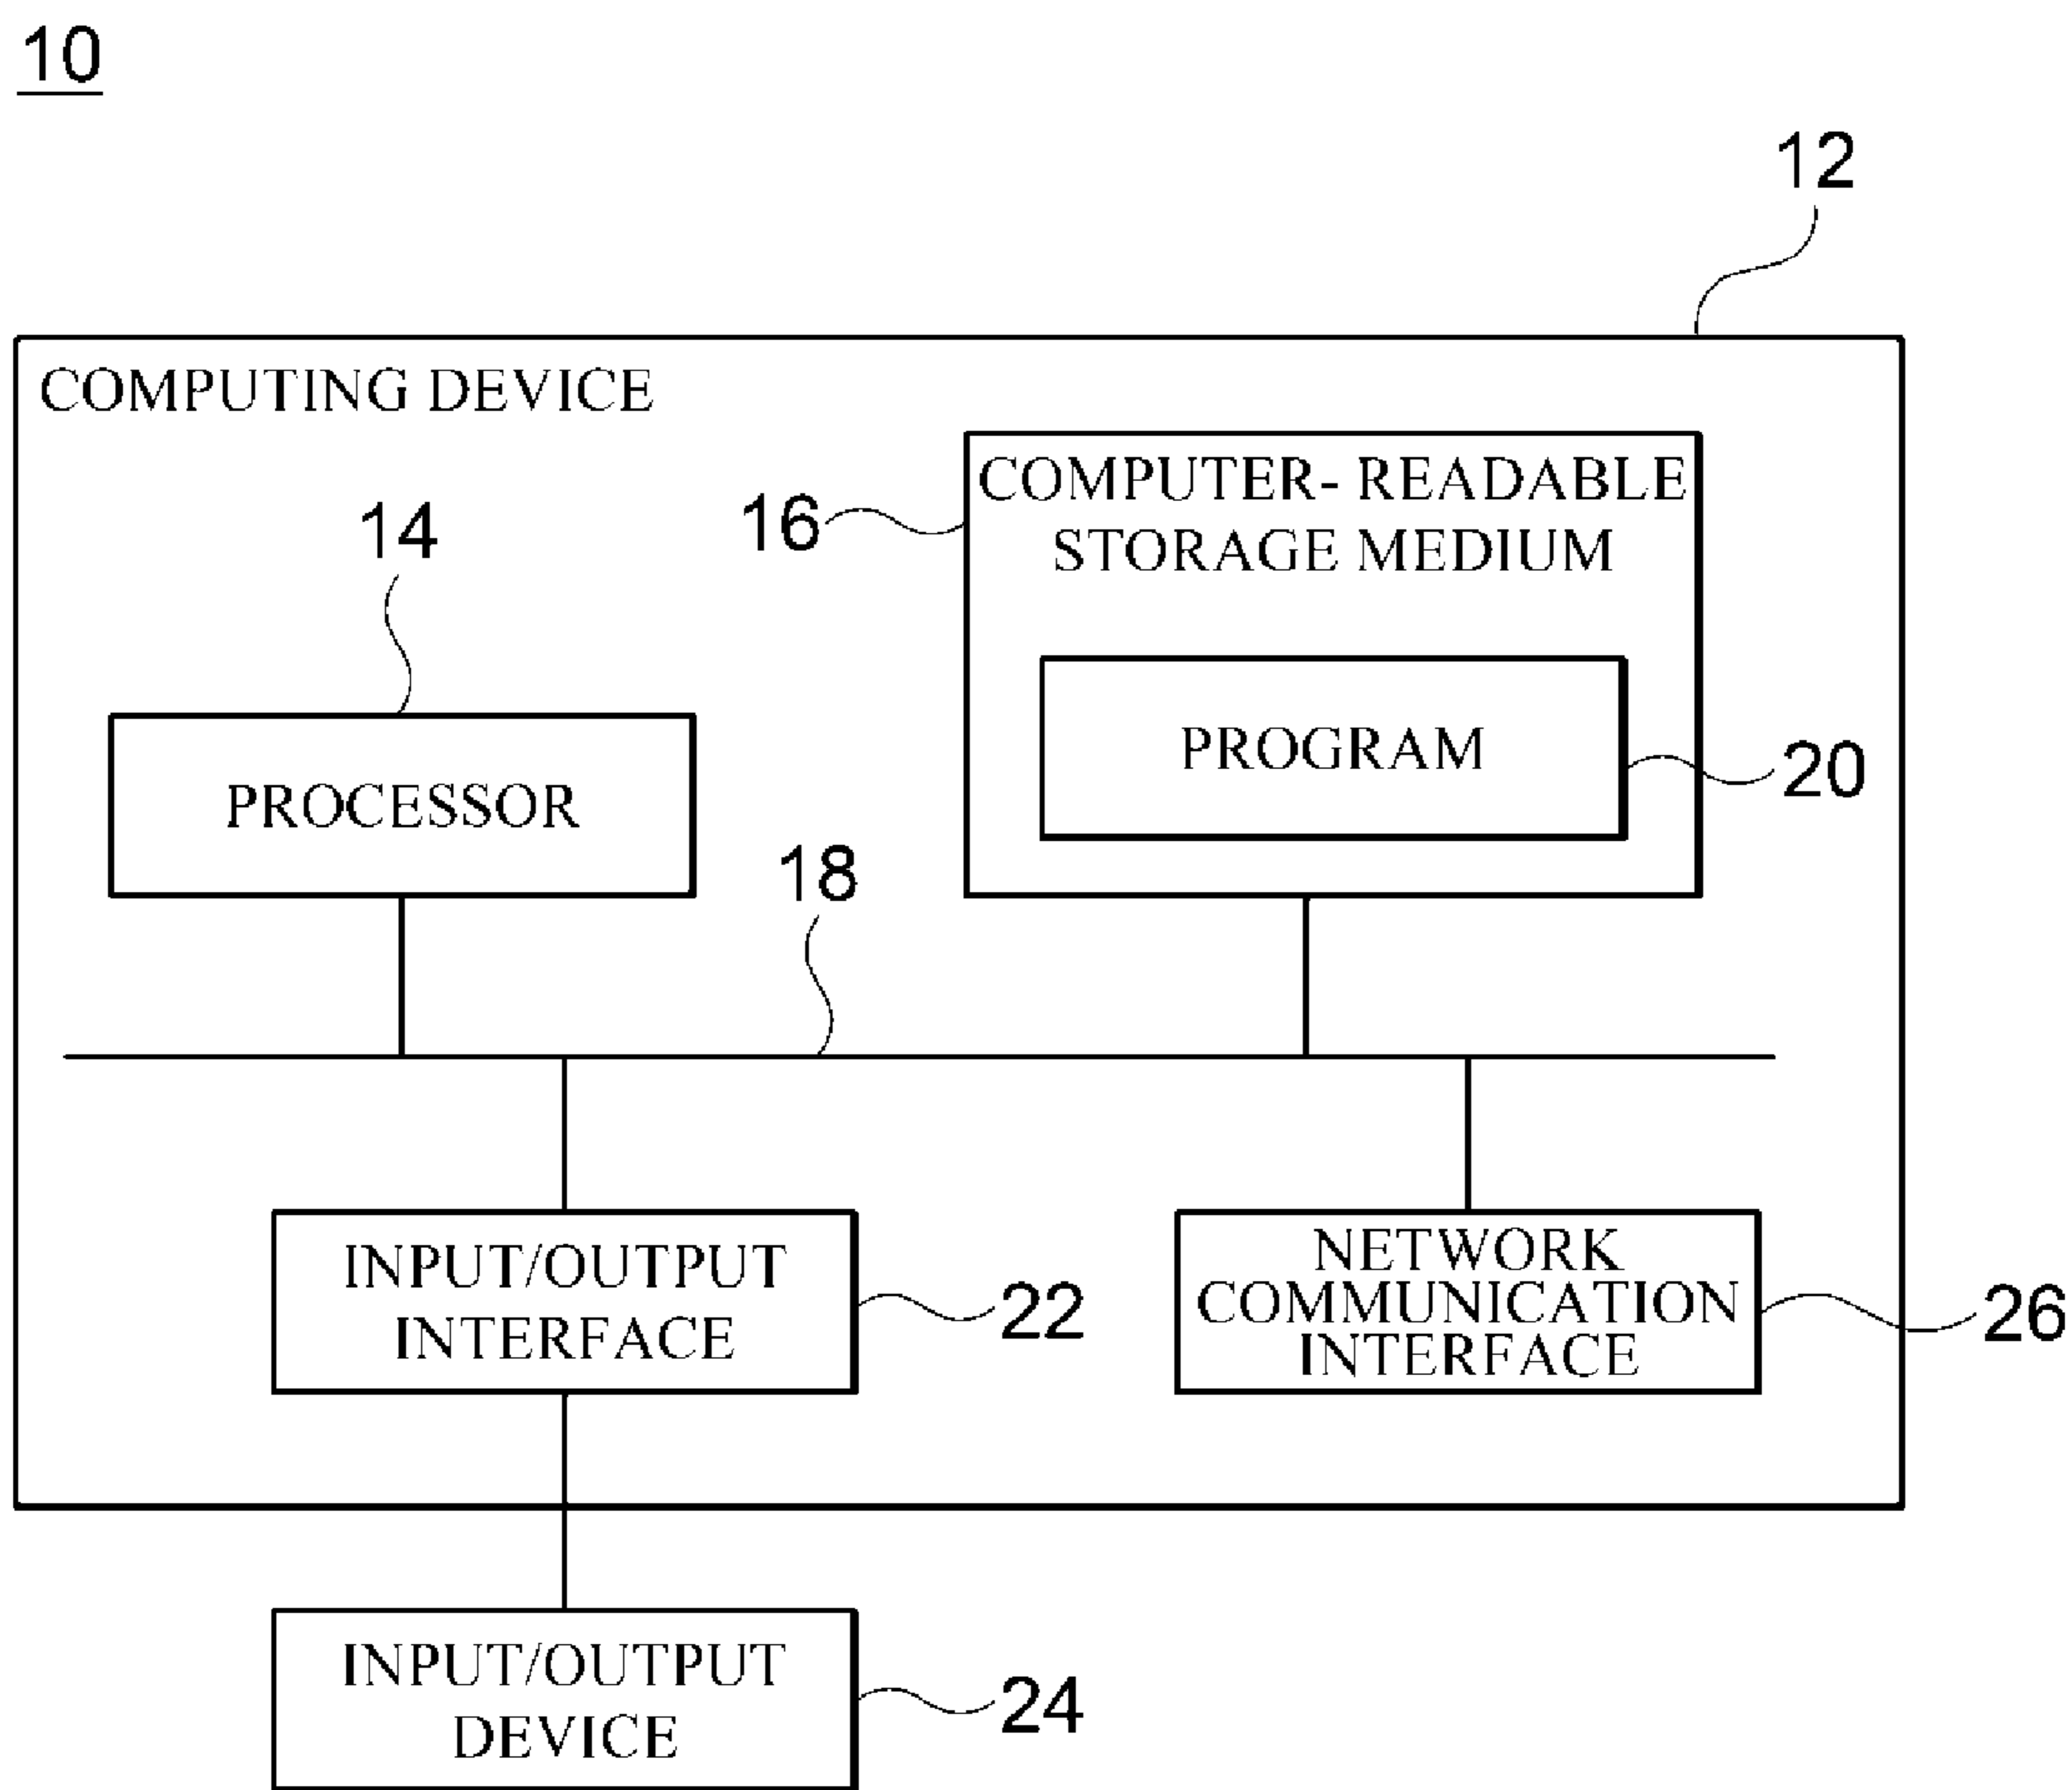 10
12
COMPUTING DEVICE
COMPUTER- READABLE
STORAGE MEDIUM
16
14
PROGRAM
20
PROCESSOR
18
INPUT/OUTPUT
INTERFACE
22
NETWORK
COMMUNICATION
INTERFACE
26
INPUT/OUTPUT
DEVICE
24